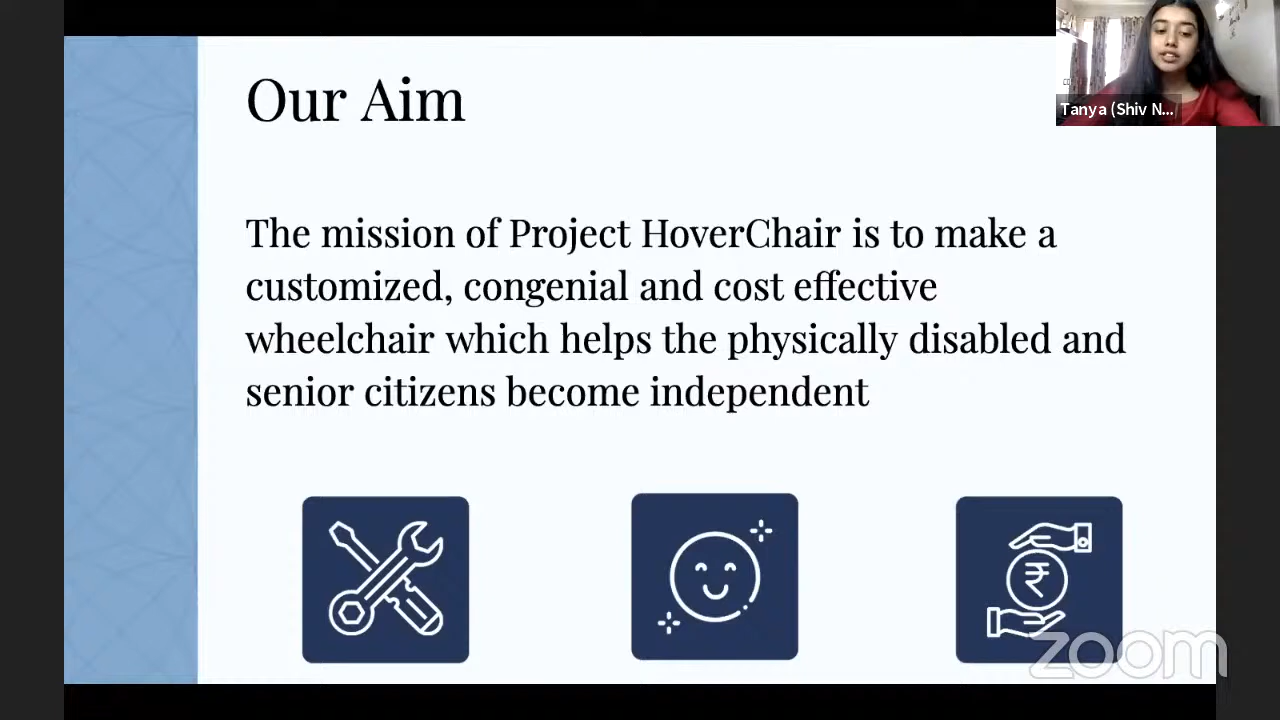 Our Aim
Tanya (Shiv N...
The mission of Project HoverChair is to make a
customized, congenial and cost effective
wheelchair which helps the physically disabled and
senior citizens become independent
₹
zoom